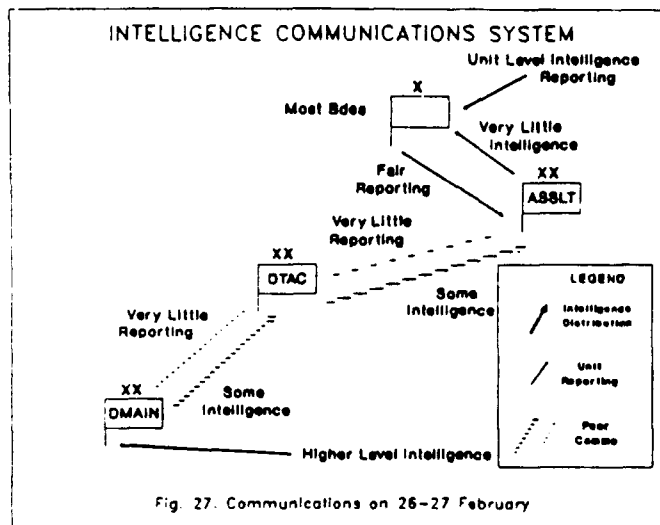 INTELLIGENCE COMMUNICATIONS SYSTEM
Unit Level Intelligence
Reporting
X
Most Bdes
Very Little
Intelligence
Fair
Reporting
XX
ASSLT
Very Little
Reporting
XX
DTAC
Some
Intelligence
Very Little
Reporting
XX
DMAIN
Some
Intelligence
Higher Level Intelligence
LEGEND
Intelligence
Distribution
Unit
Reporting
Poor
Comms
Fig. 27. Communications on 26-27 February